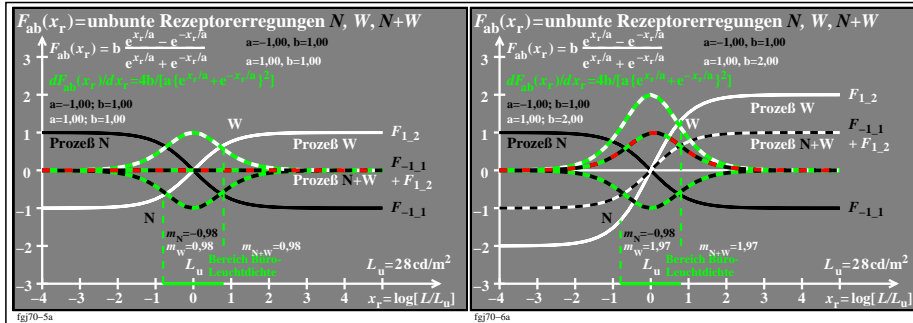 F_ab(x_r)=unbunte Rezeptorerregungen N, W, N+W
F_ab(x_r) = b (e^{x_r/a} − e^{−x_r/a}) / (e^{x_r/a} + e^{−x_r/a})
a=−1,00, b=1,00
a=1,00, b=1,00
dF_ab(x_r)/dx_r=4b/[a{e^{x_r/a}+e^{−x_r/a}}²]
a=−1,00; b=1,00
a=1,00; b=1,00
3
2
1
0
−1
−2
−3
W
F_1_2
Prozeß N
Prozeß W
F_−1_1
Prozeß N+W
+ F_1_2
N
F_−1_1
m_N=−0,98
m_W=0,98
m_N+W=0,98
Bereich Büro-
Leuchtdichte
L_u
L_u=28cd/m²
−4 −3 −2 −1 0 1 2 3 4 5
x_r=log[L/L_u]
fgj70-5a
F_ab(x_r)=unbunte Rezeptorerregungen N, W, N+W
F_ab(x_r) = b (e^{x_r/a} − e^{−x_r/a}) / (e^{x_r/a} + e^{−x_r/a})
a=−1,00, b=1,00
a=1,00, b=2,00
dF_ab(x_r)/dx_r=4b/[a{e^{x_r/a}+e^{−x_r/a}}²]
a=−1,00; b=1,00
a=1,00; b=2,00
3
2
1
0
−1
−2
−3
F_1_2
W
Prozeß W
F_−1_1
Prozeß N
Prozeß N+W
+ F_1_2
N
F_−1_1
m_N=−0,98
m_W=1,97
m_N+W=1,97
Bereich Büro-
Leuchtdichte
L_u
L_u=28cd/m²
−4 −3 −2 −1 0 1 2 3 4 5
x_r=log[L/L_u]
fgj70-6a